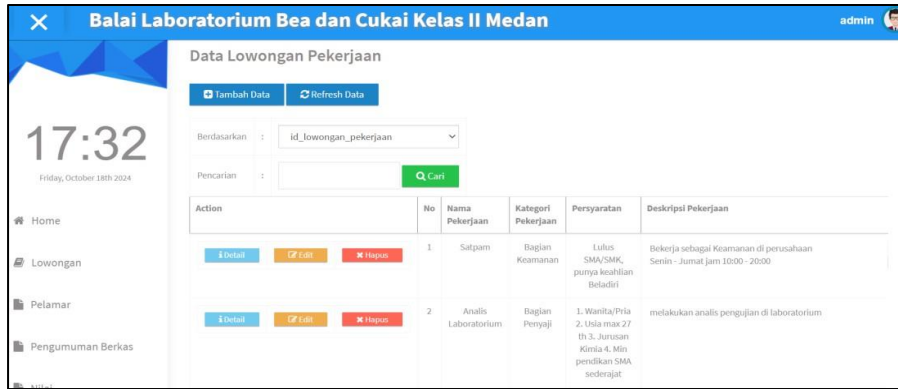 Balai Laboratorium Bea dan Cukai Kelas II Medan
admin
Data Lowongan Pekerjaan
Tambah Data
Refresh Data
17:32
Friday, October 18th 2024
Berdasarkan : id_lowongan_pekerjaan
Pencarian :
Cari
Home
Lowongan
Pelamar
Pengumuman Berkas
Nilai
Action No Nama Pekerjaan Kategori Pekerjaan Persyaratan Deskripsi Pekerjaan
Detail Edit Hapus 1 Satpam Bagian Keamanan Lulus SMA/SMK, punya keahlian Beladiri Bekerja sebagai Keamanan di perusahaan
Senin - Jumat jam 10:00 - 20:00
Detail Edit Hapus 2 Analis Laboratorium Bagian Penyaji 1. Wanita/Pria 2. Usia max 27 th 3. Jurusan Kimia 4. Min pendikan SMA sederajat melakukan analis pengujian di laboratorium